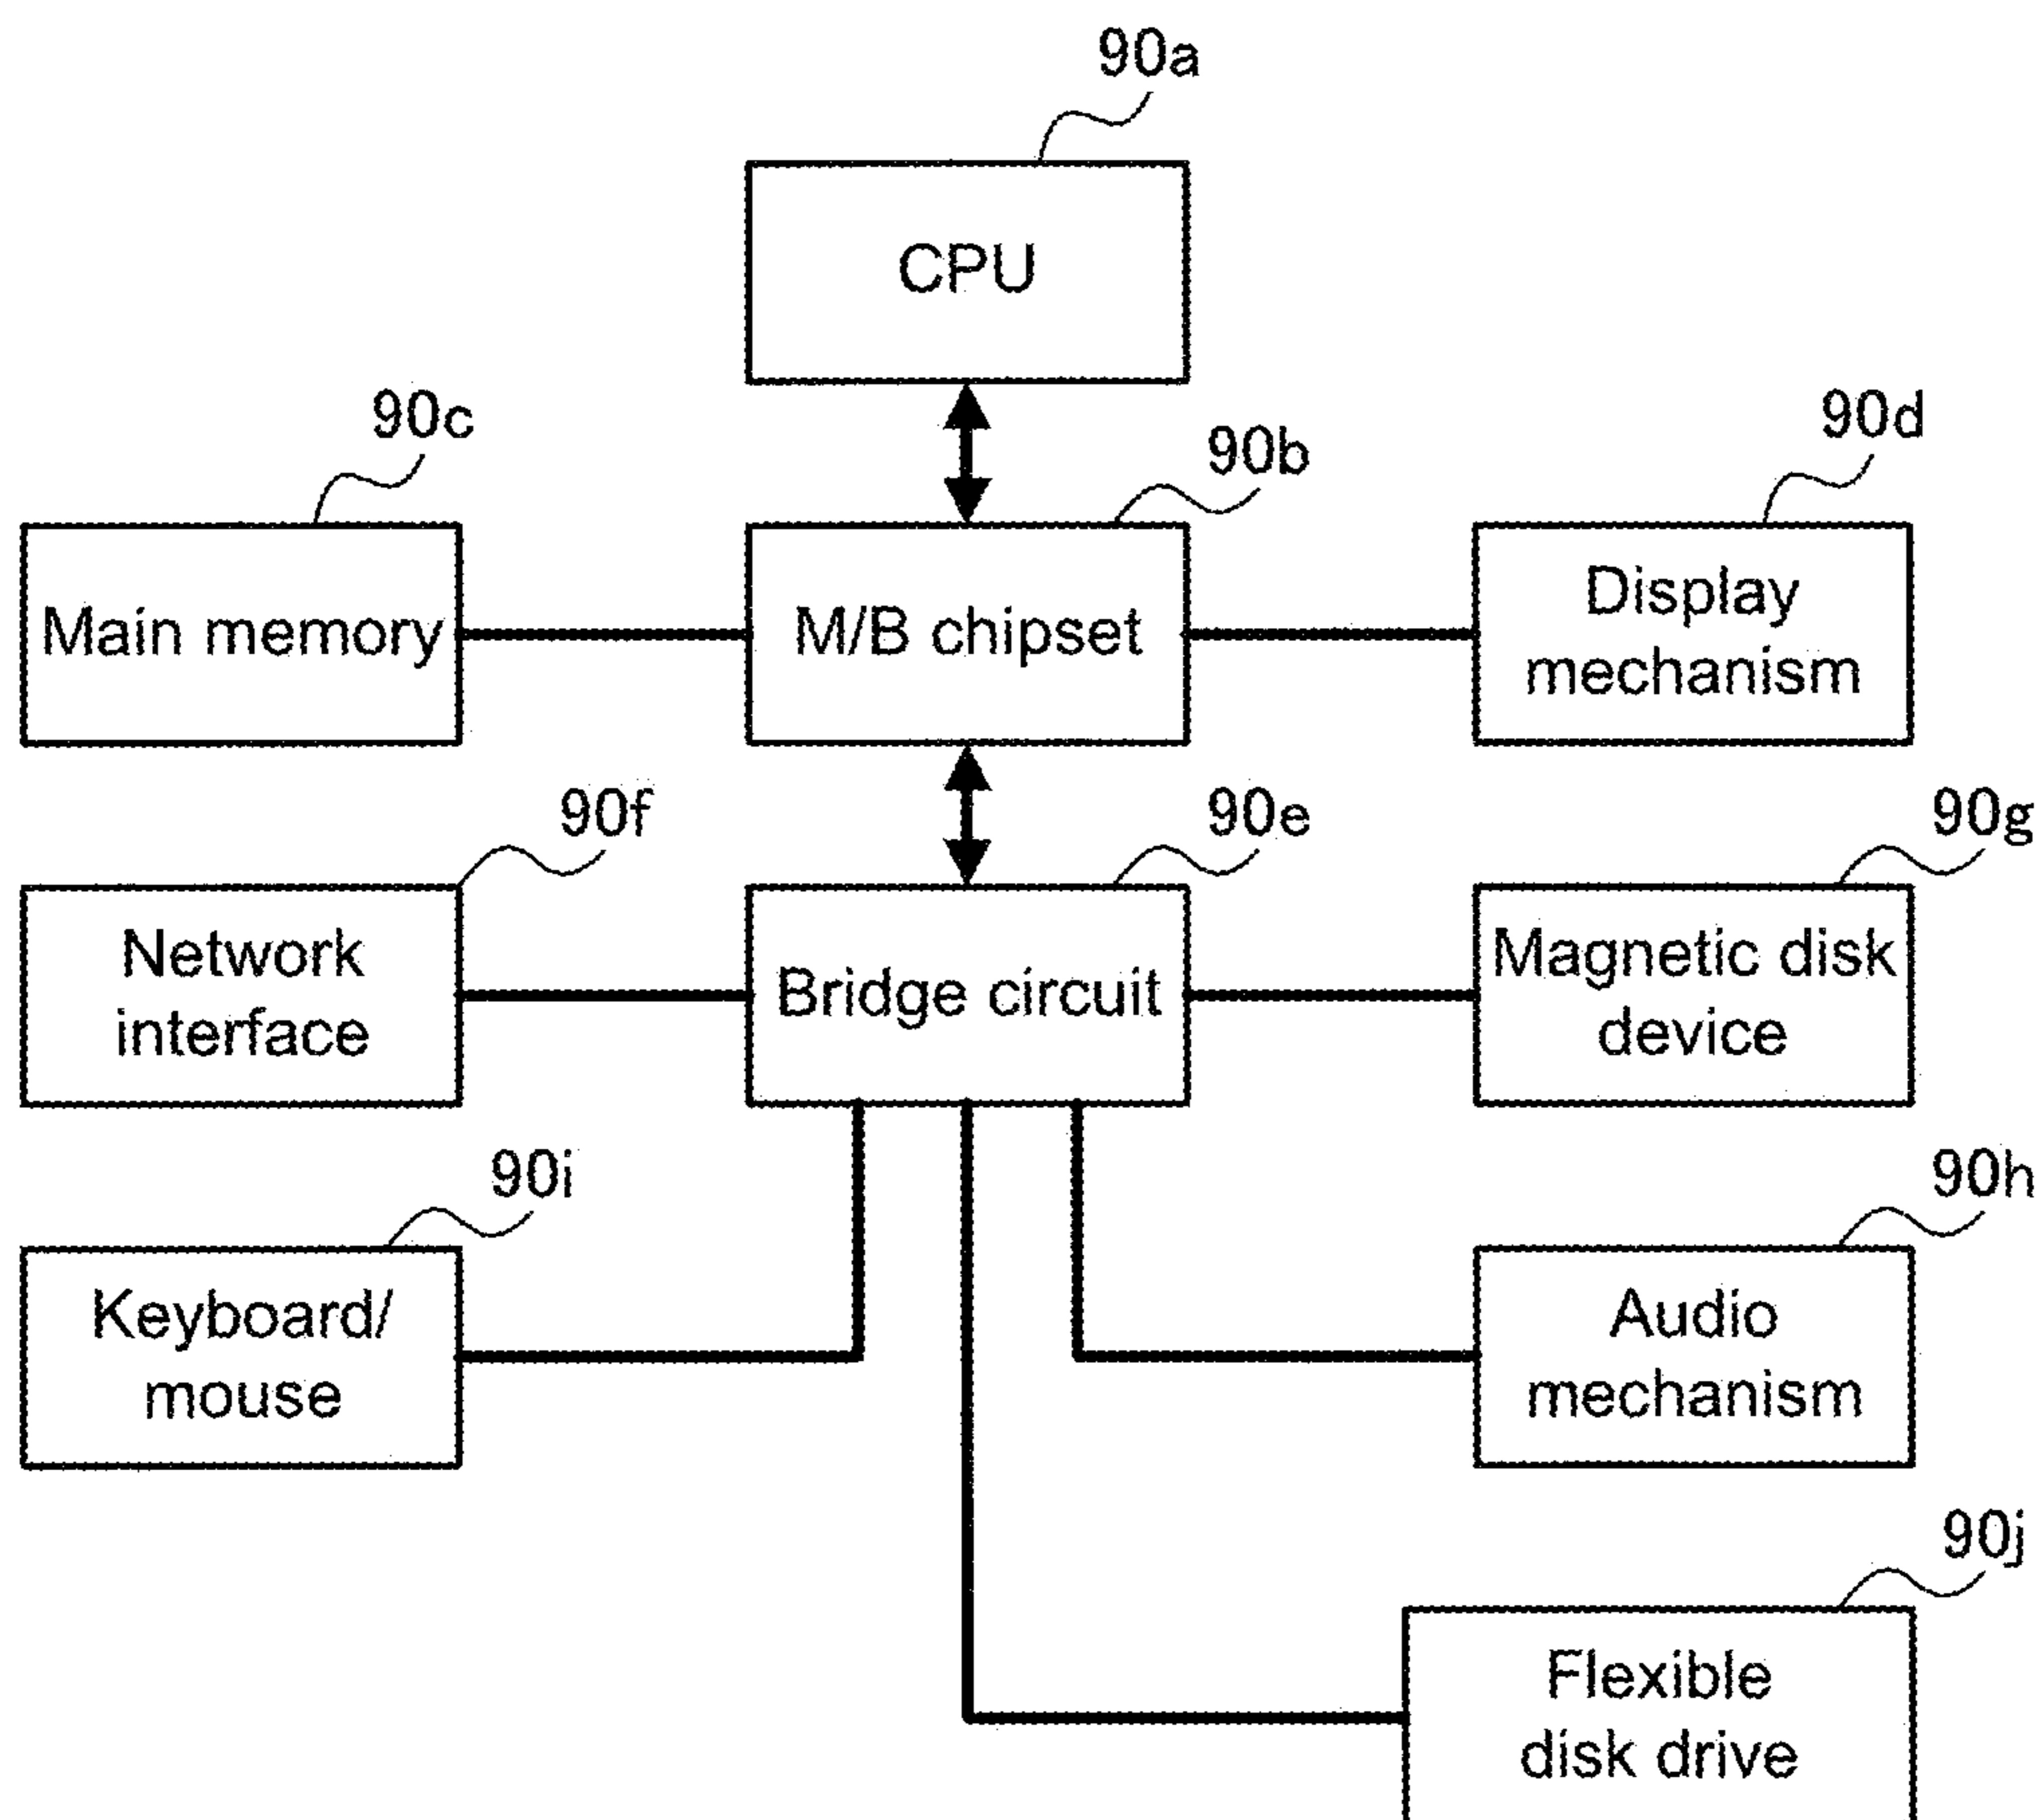 90a
CPU
90c
90b
90d
Main memory
M/B chipset
Display
mechanism
90f
90e
90g
Network
interface
Bridge circuit
Magnetic disk
device
90i
90h
Keyboard/
mouse
Audio
mechanism
90j
Flexible
disk drive